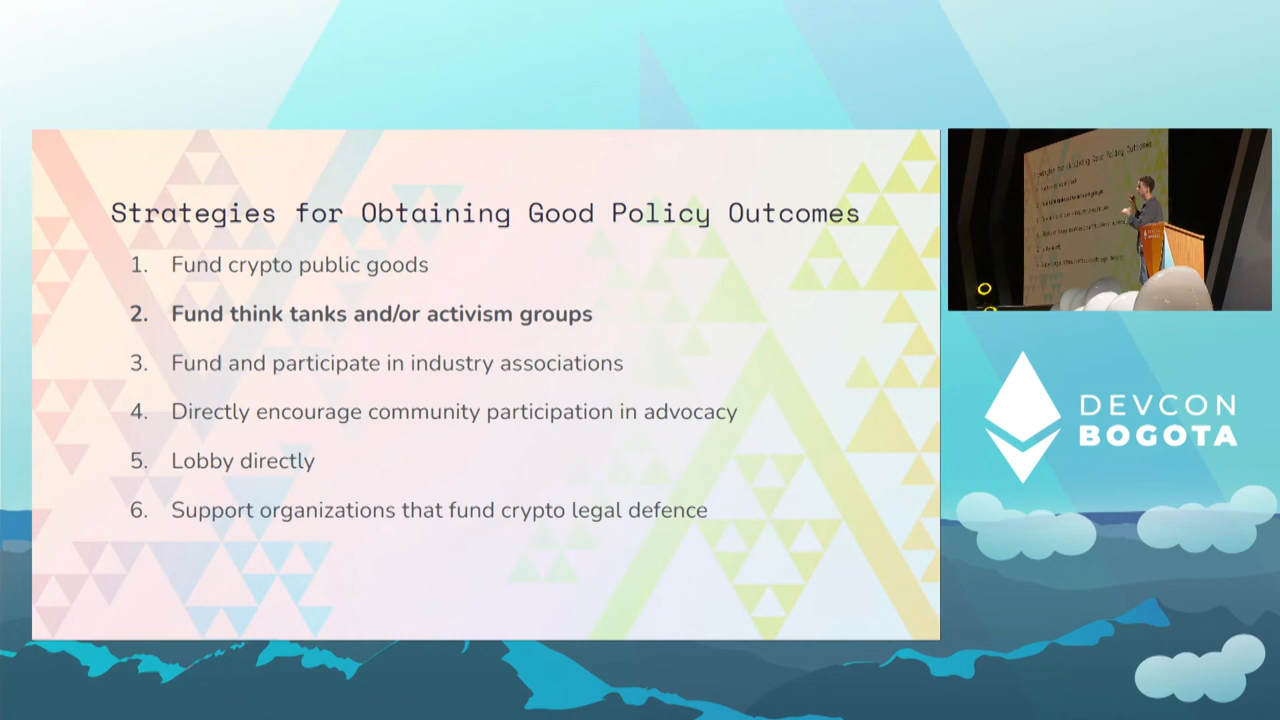 Strategies for Obtaining Good Policy Outcomes
1. Fund crypto public goods
2. Fund think tanks and/or activism groups
3. Fund and participate in industry associations
4. Directly encourage community participation in advocacy
5. Lobby directly
6. Support organizations that fund crypto legal defence
DEVCON
BOGOTA